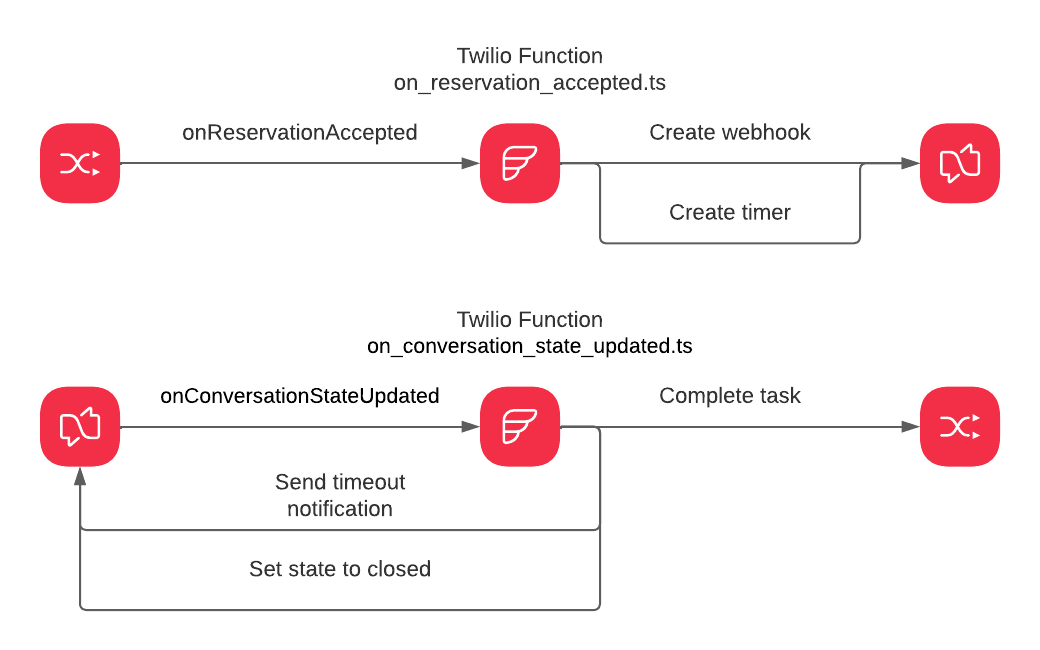 Twilio Function
on_reservation_accepted.ts
onReservationAccepted
Create webhook
Create timer
Twilio Function
on_conversation_state_updated.ts
onConversationStateUpdated
Complete task
Send timeout
notification
Set state to closed